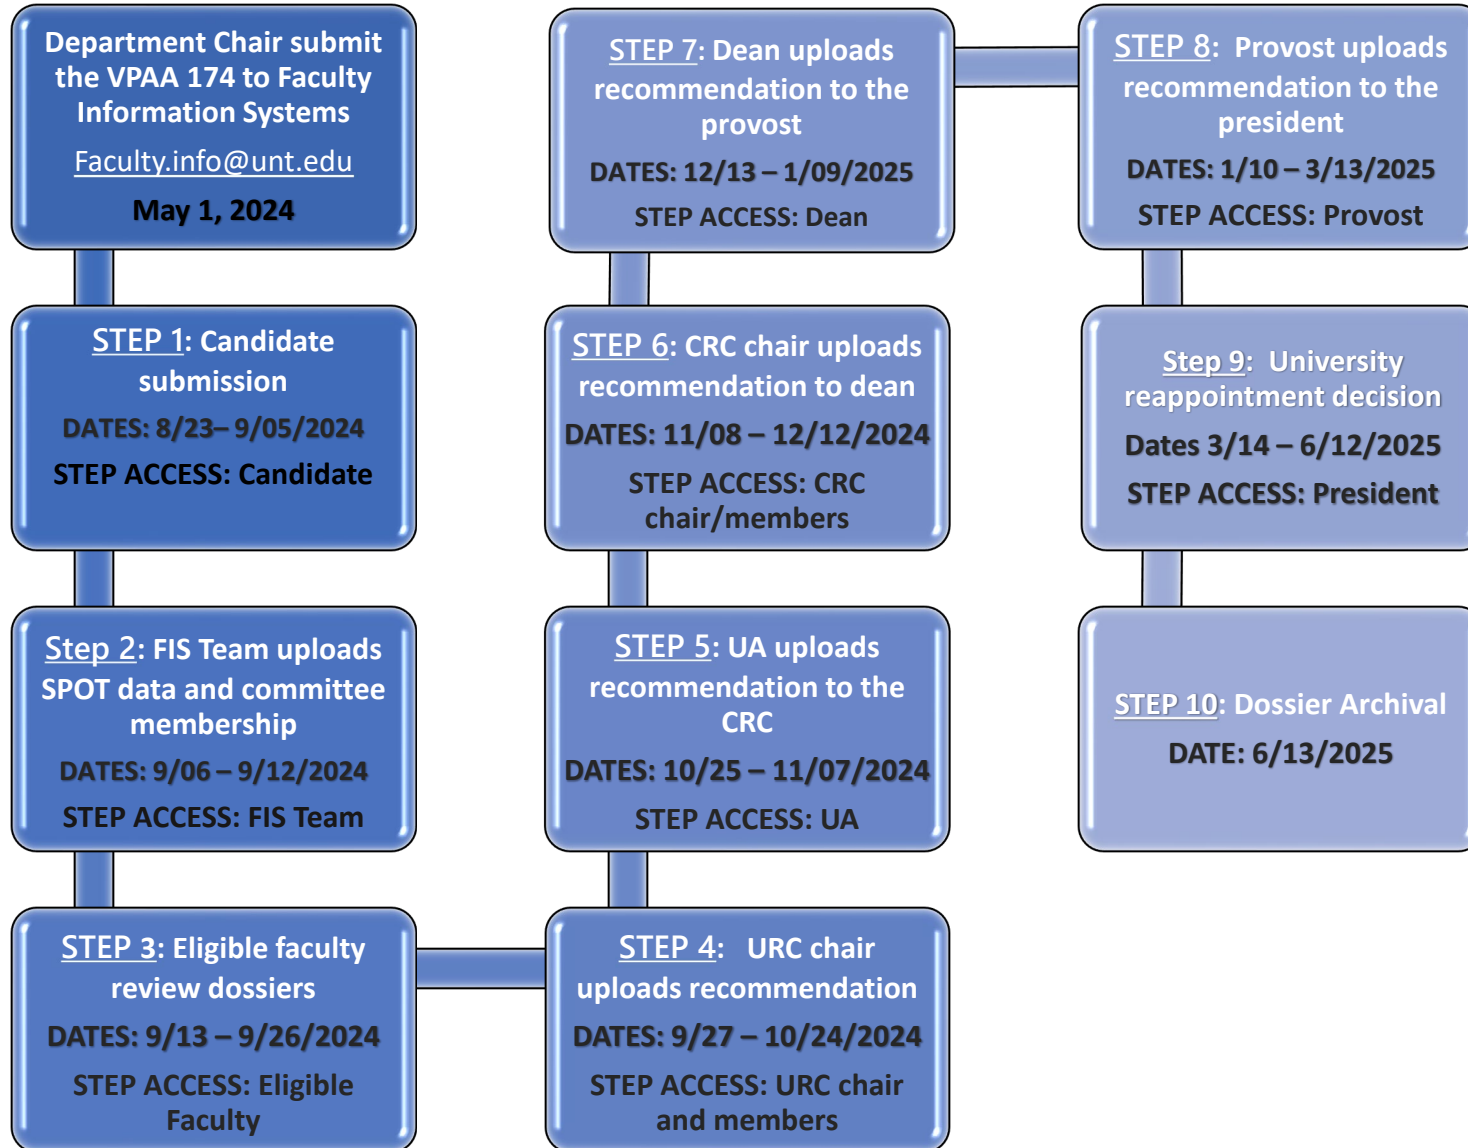 Department Chair submit
the VPAA 174 to Faculty
Information Systems
Faculty.info@unt.edu
May 1, 2024
STEP 1: Candidate
submission
DATES: 8/23– 9/05/2024
STEP ACCESS: Candidate
Step 2: FIS Team uploads
SPOT data and committee
membership
DATES: 9/06 – 9/12/2024
STEP ACCESS: FIS Team
STEP 3: Eligible faculty
review dossiers
DATES: 9/13 – 9/26/2024
STEP ACCESS: Eligible
Faculty
STEP 4: URC chair
uploads recommendation
DATES: 9/27 – 10/24/2024
STEP ACCESS: URC chair
and members
STEP 5: UA uploads
recommendation to the
CRC
DATES: 10/25 – 11/07/2024
STEP ACCESS: UA
STEP 6: CRC chair uploads
recommendation to dean
DATES: 11/08 – 12/12/2024
STEP ACCESS: CRC
chair/members
STEP 7: Dean uploads
recommendation to the
provost
DATES: 12/13 – 1/09/2025
STEP ACCESS: Dean
STEP 8: Provost uploads
recommendation to the
president
DATES: 1/10 – 3/13/2025
STEP ACCESS: Provost
Step 9: University
reappointment decision
Dates 3/14 – 6/12/2025
STEP ACCESS: President
STEP 10: Dossier Archival
DATE: 6/13/2025